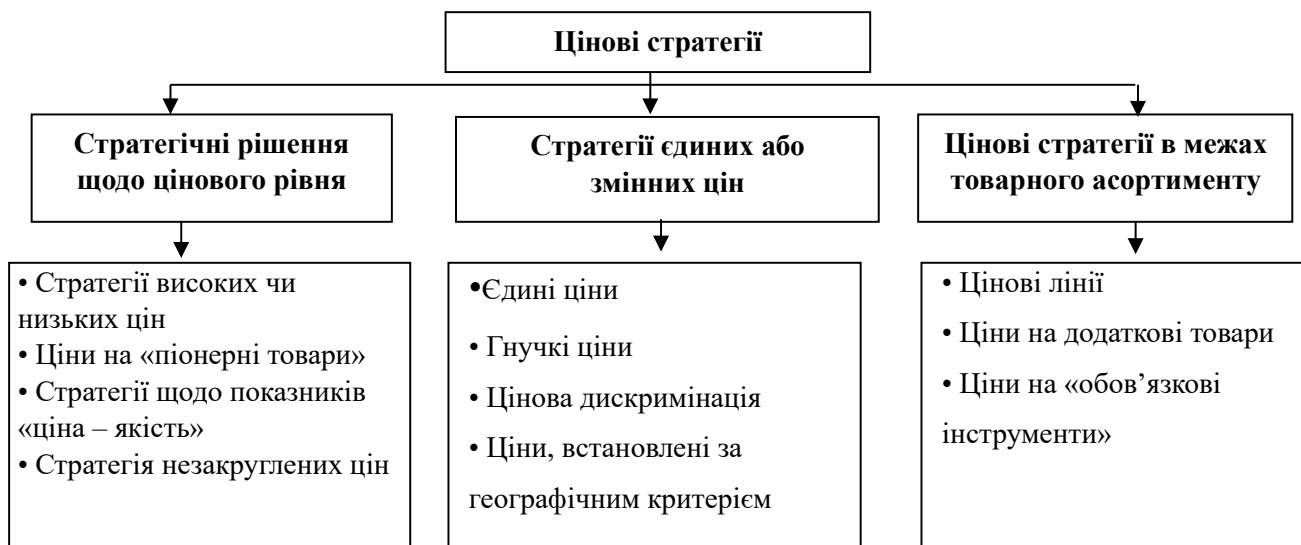 Цінові стратегії
Стратегічні рішення
щодо цінового рівня
Стратегії єдиних або
змінних цін
Цінові стратегії в межах
товарного асортименту
• Стратегії високих чи
низьких цін
• Ціни на «піонерні товари»
• Стратегії щодо показників
«ціна – якість»
• Стратегія незакруглених цін
•Єдині ціни
• Гнучкі ціни
• Цінова дискримінація
• Ціни, встановлені за
географічним критерієм
• Цінові лінії
• Ціни на додаткові товари
• Ціни на «обов’язкові
інструменти»